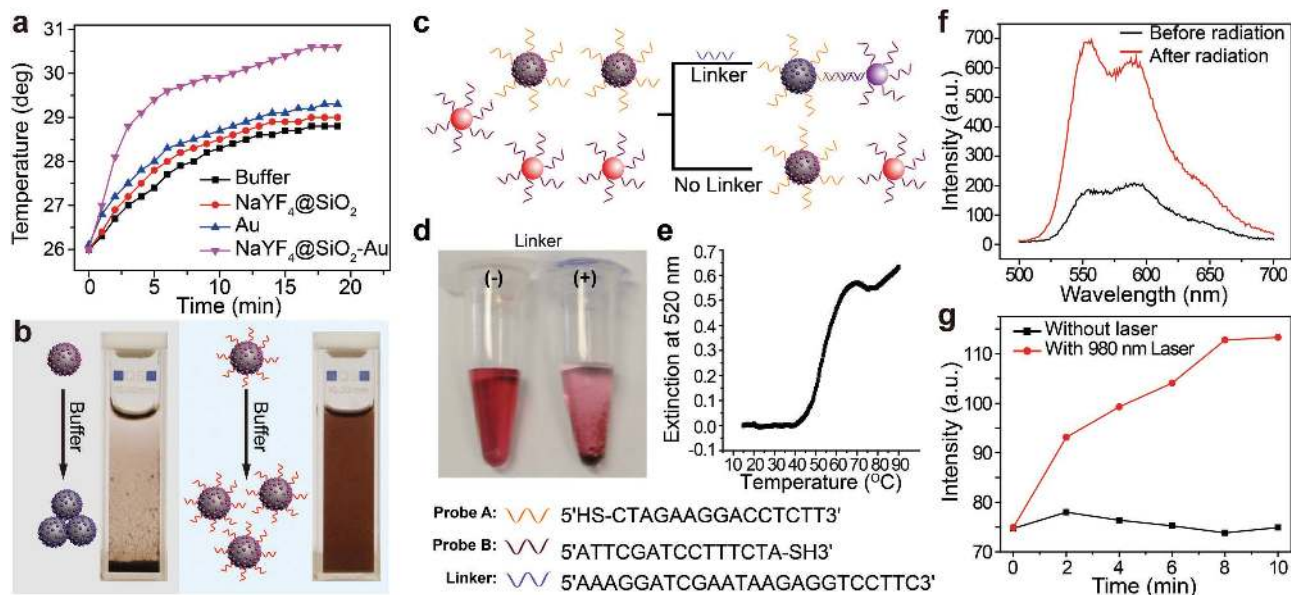 a
Temperature (deg)
31
30
29
28
27
26
Buffer
NaYF4@SiO2
Au
NaYF4@SiO2-Au
0 5 10 15 20
Time (min)
b
Buffer
Buffer
c
Linker
No Linker
d
Linker
(-) (+)
e
Extinction at 520 nm
0.7
0.6
0.5
0.4
0.3
0.2
0.1
0.0
-0.1
10 20 30 40 50 60 70 80 90
Temperature (OC)
Probe A: 5'HS-CTAGAAGGACCTCTT3'
Probe B: 5'ATTCGATCCTTTCTA-SH3'
Linker: 5'AAAGGATCGAATAAGAGGTCCTTC3'
f
Intensity (a.u.)
700
600
500
400
300
200
100
0
Before radiation
After radiation
500 550 600 650 700
Wavelength (nm)
g
Intensity (a.u.)
110
100
90
80
70
Without laser
With 980 nm Laser
0 2 4 6 8 10
Time (min)